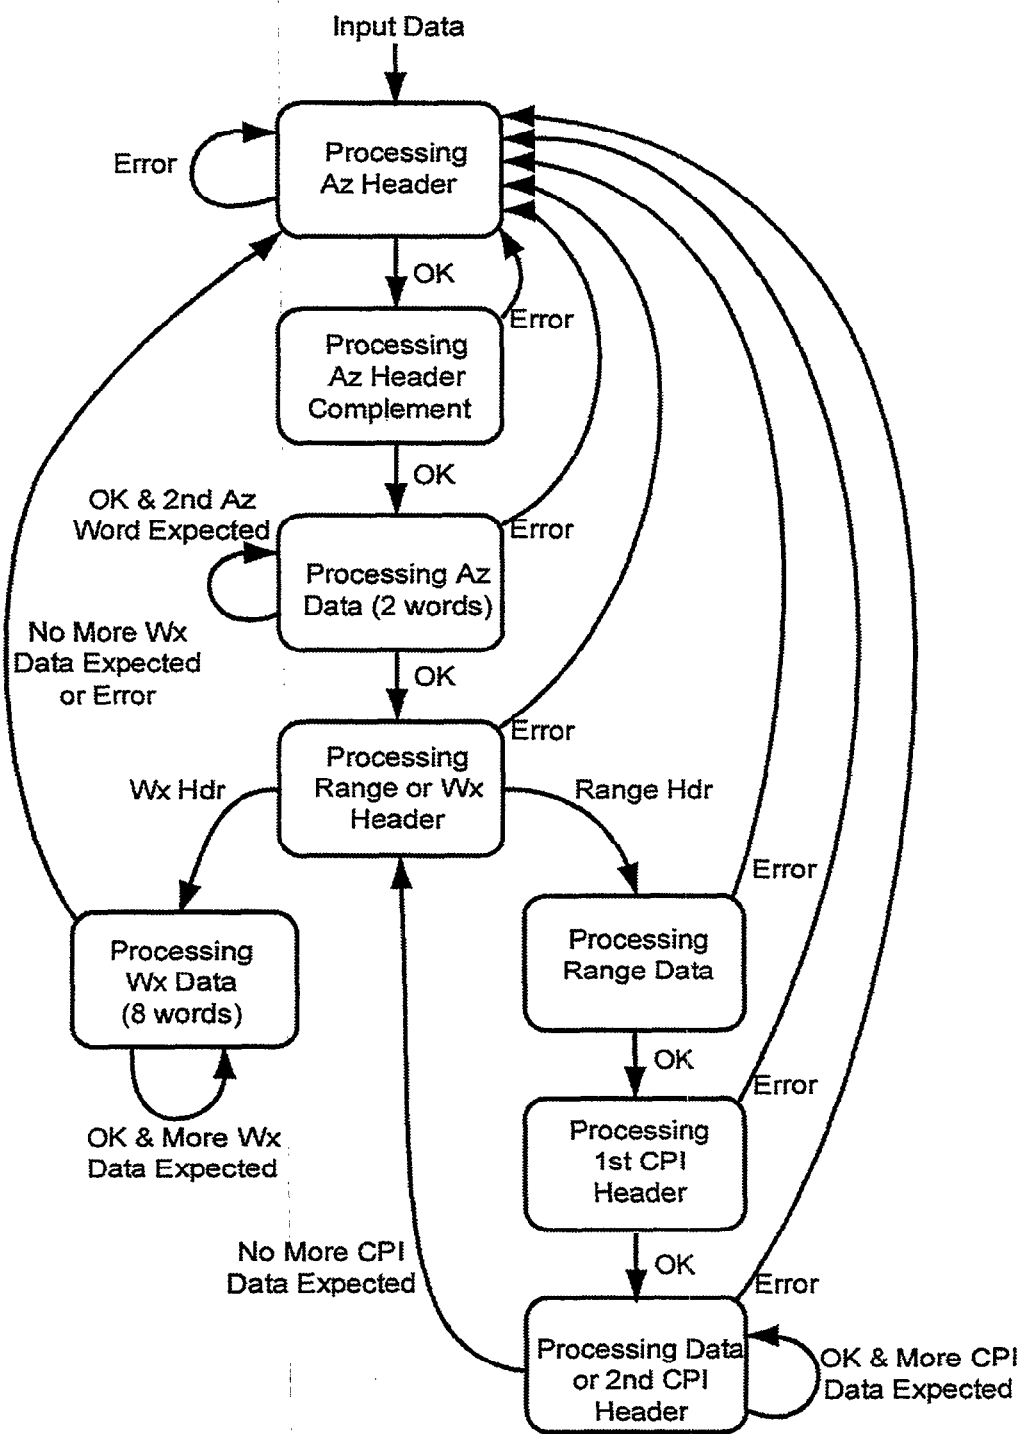 Input Data
Processing
Az Header
Error
OK
Error
Processing
Az Header
Complement
OK
OK & 2nd Az
Word Expected
Error
Processing Az
Data (2 words)
No More Wx
Data Expected
or Error
OK
Error
Processing
Range or Wx
Header
Wx Hdr
Range Hdr
Error
Processing
Wx Data
(8 words)
Processing
Range Data
OK
Error
OK & More Wx
Data Expected
Processing
1st CPI
Header
No More CPI
Data Expected
OK
Error
Processing Data
or 2nd CPI
Header
OK & More CPI
Data Expected